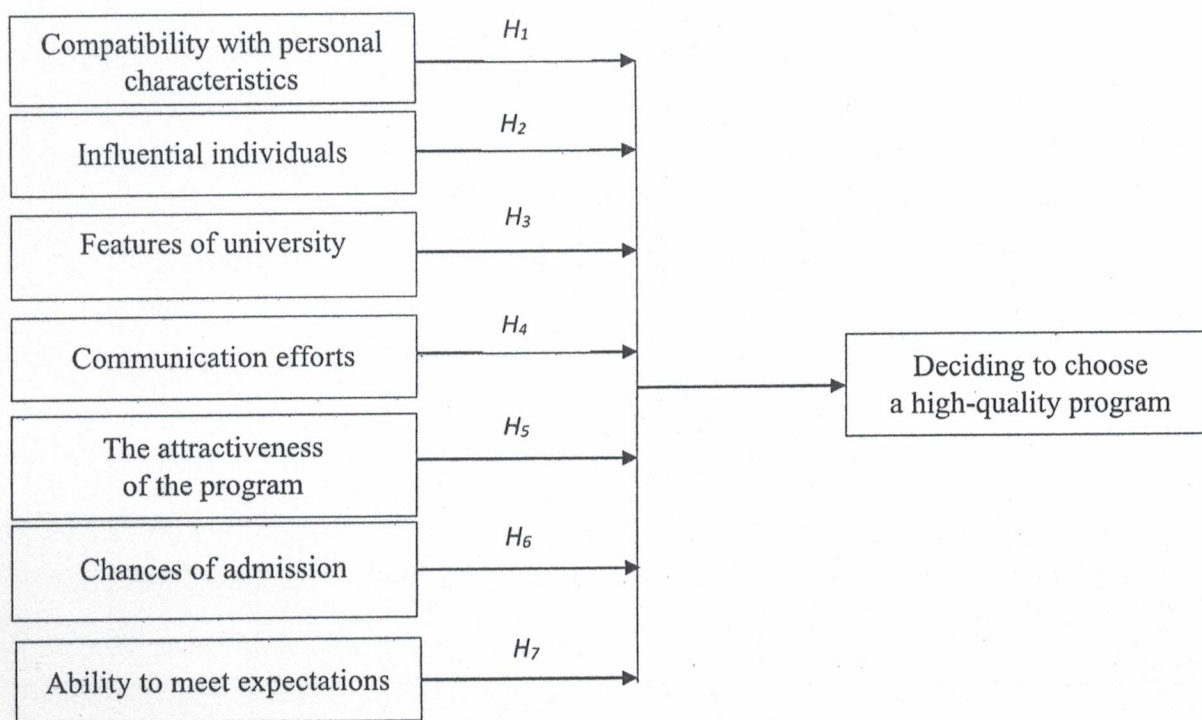 H1
Compatibility with personal
characteristics
H2
Influential individuals
H3
Features of university
H4
Communication efforts
Deciding to choose
a high-quality program
H5
The attractiveness
of the program
H6
Chances of admission
H7
Ability to meet expectations